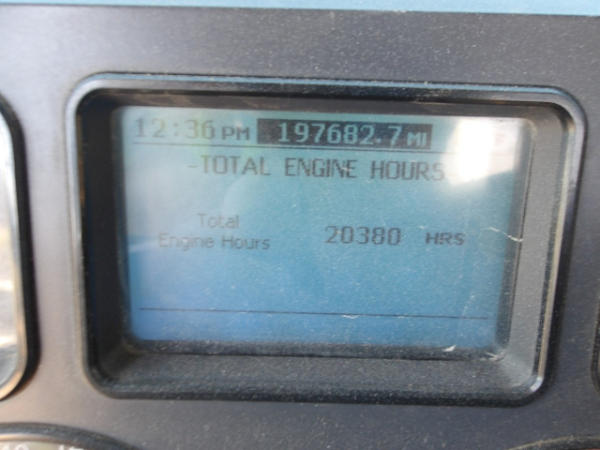 12:36 PM 197682.7 MI
-TOTAL ENGINE HOURS
Total
Engine Hours 20380 HRS